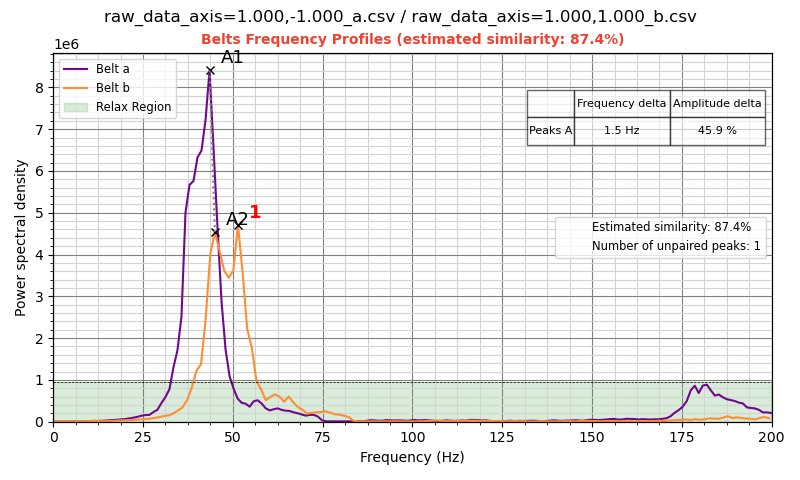 raw_data_axis=1.000,-1.000_a.csv / raw_data_axis=1.000,1.000_b.csv
Belts Frequency Profiles (estimated similarity: 87.4%)
1e6
A1
Belt a
Belt b
Relax Region
Frequency delta Amplitude delta
Peaks A 1.5 Hz 45.9 %
A2 1
Estimated similarity: 87.4%
Number of unpaired peaks: 1
Power spectral density
8
7
6
5
4
3
2
1
0
0 25 50 75 100 125 150 175 200
Frequency (Hz)